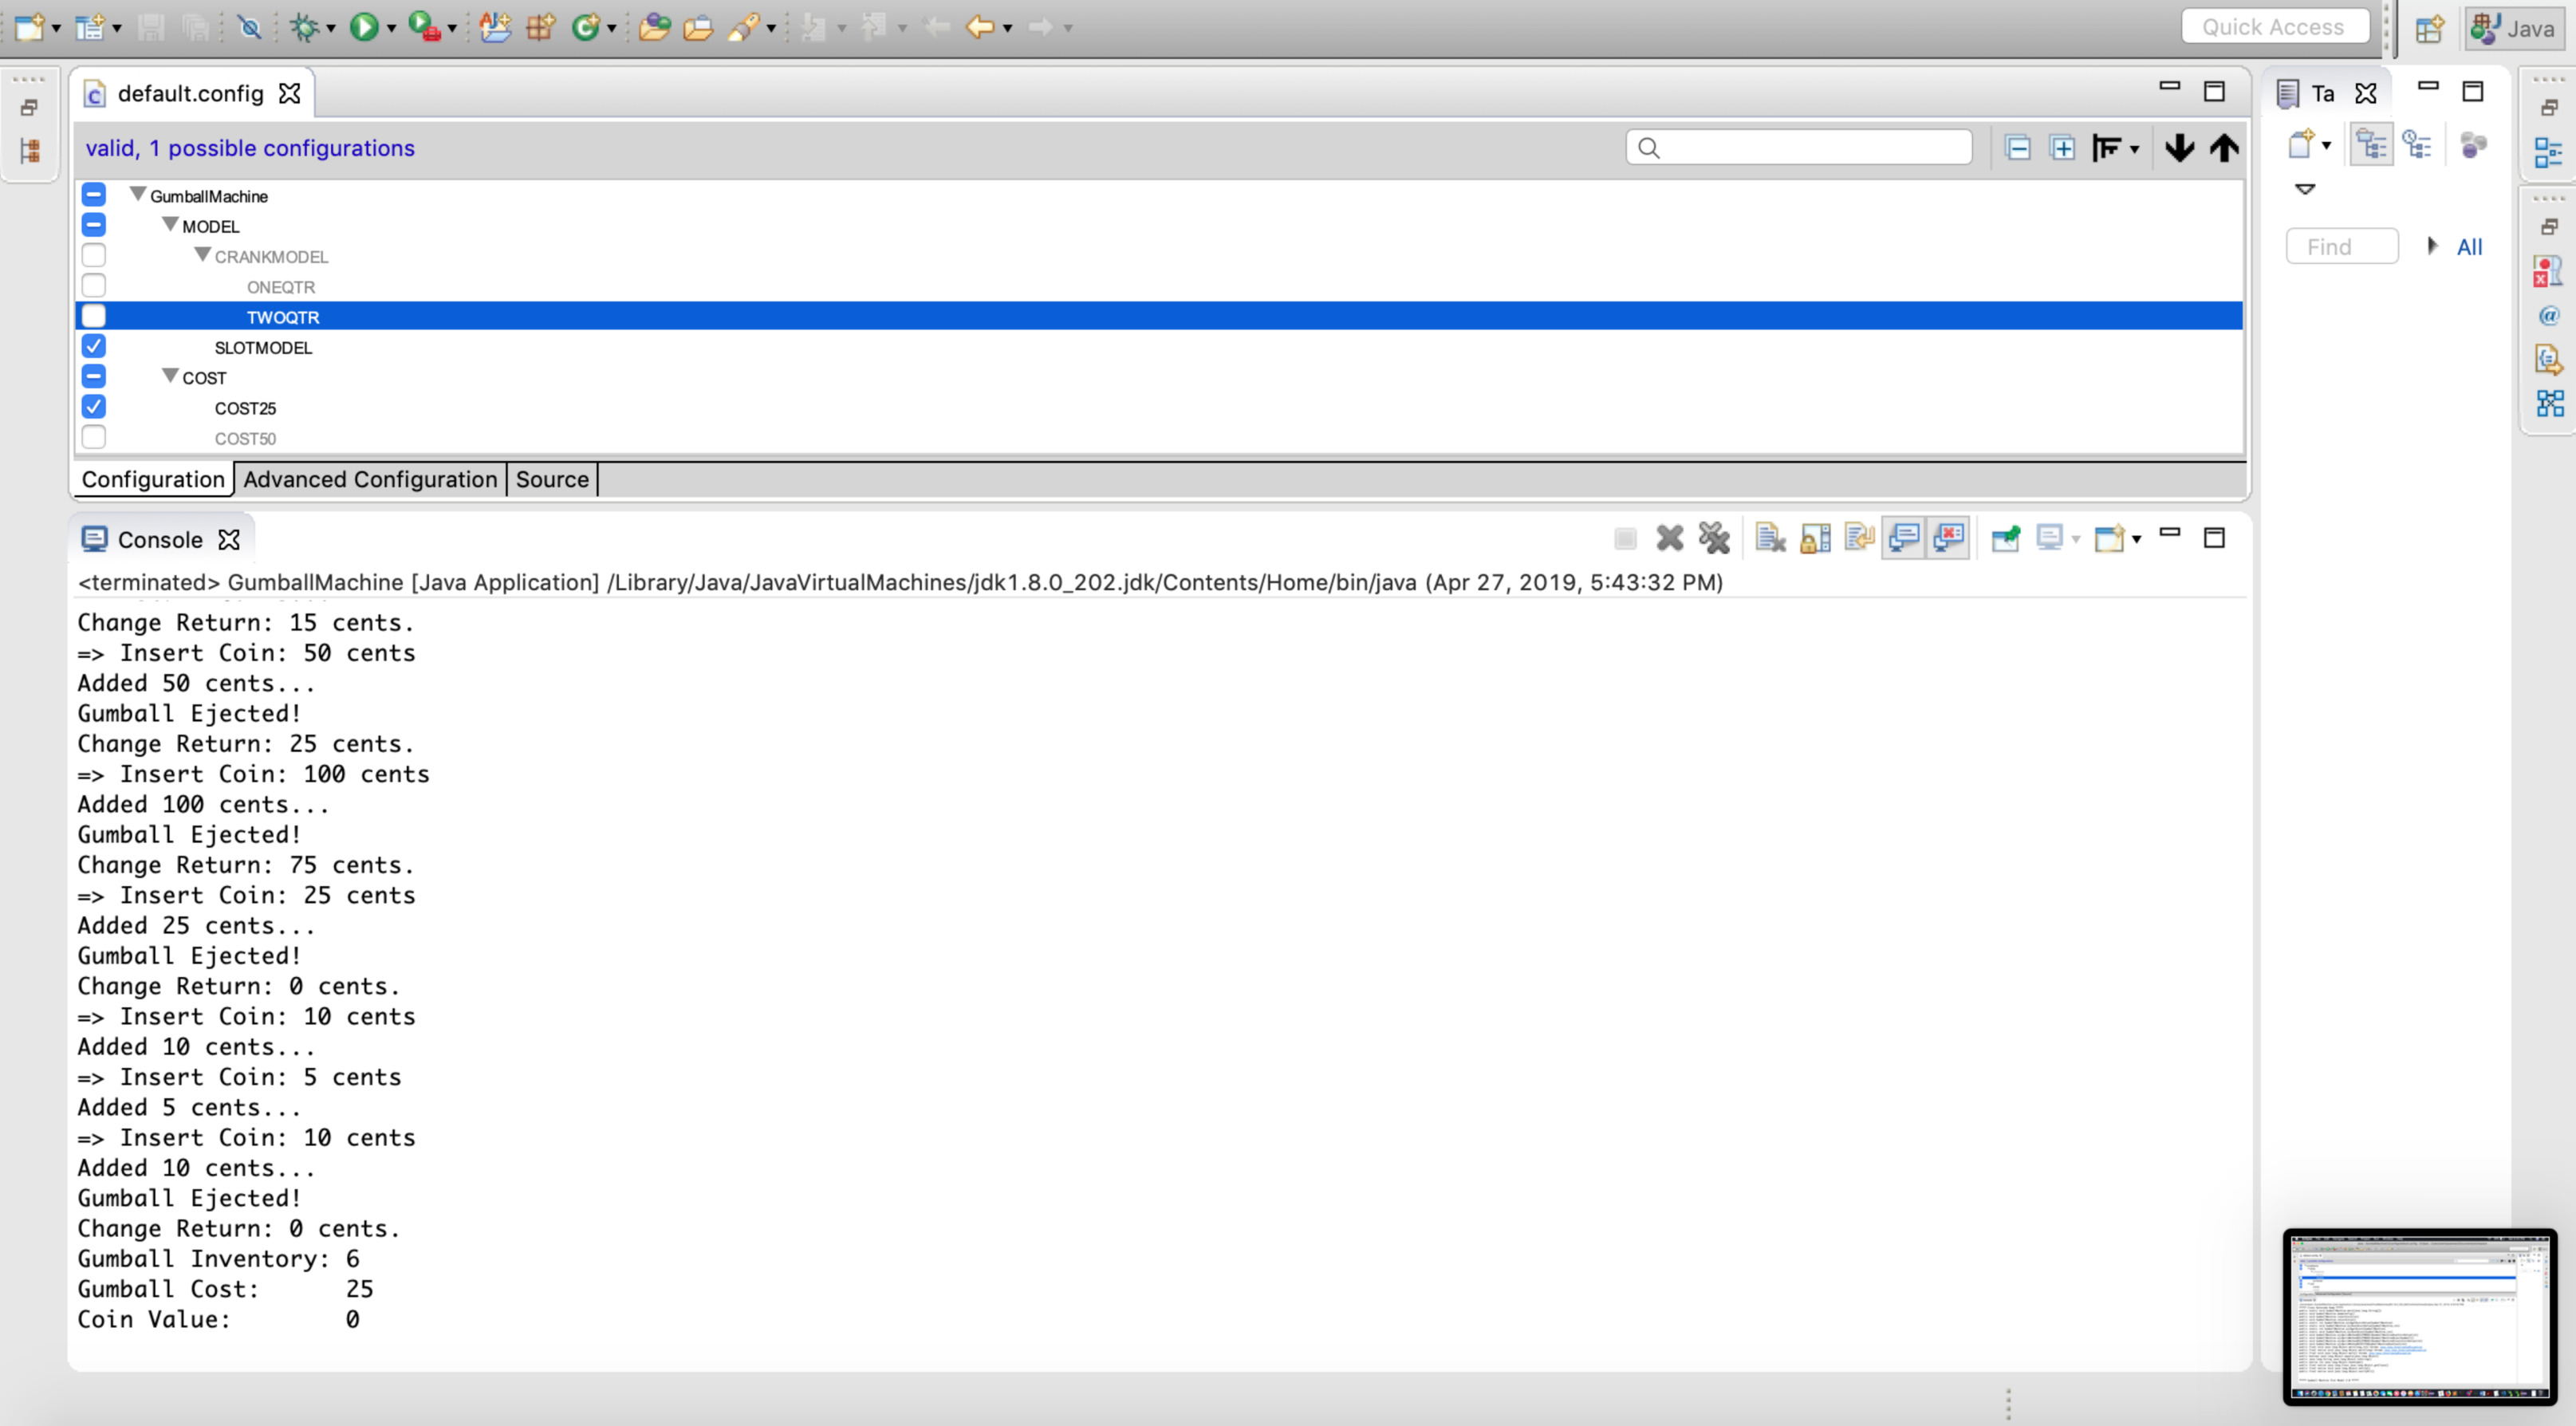 Quick Access
Java
default.config
Ta
valid, 1 possible configurations
GumballMachine
MODEL
CRANKMODEL
ONEQTR
TWOQTR
SLOTMODEL
COST
COST25
COST50
Find
All
Configuration
Advanced Configuration
Source
Console
<terminated> GumballMachine [Java Application] /Library/Java/JavaVirtualMachines/jdk1.8.0_202.jdk/Contents/Home/bin/java (Apr 27, 2019, 5:43:32 PM)
Change Return: 15 cents.
=> Insert Coin: 50 cents
Added 50 cents...
Gumball Ejected!
Change Return: 25 cents.
=> Insert Coin: 100 cents
Added 100 cents...
Gumball Ejected!
Change Return: 75 cents.
=> Insert Coin: 25 cents
Added 25 cents...
Gumball Ejected!
Change Return: 0 cents.
=> Insert Coin: 10 cents
Added 10 cents...
=> Insert Coin: 5 cents
Added 5 cents...
=> Insert Coin: 10 cents
Added 10 cents...
Gumball Ejected!
Change Return: 0 cents.
Gumball Inventory: 6
Gumball Cost: 25
Coin Value: 0